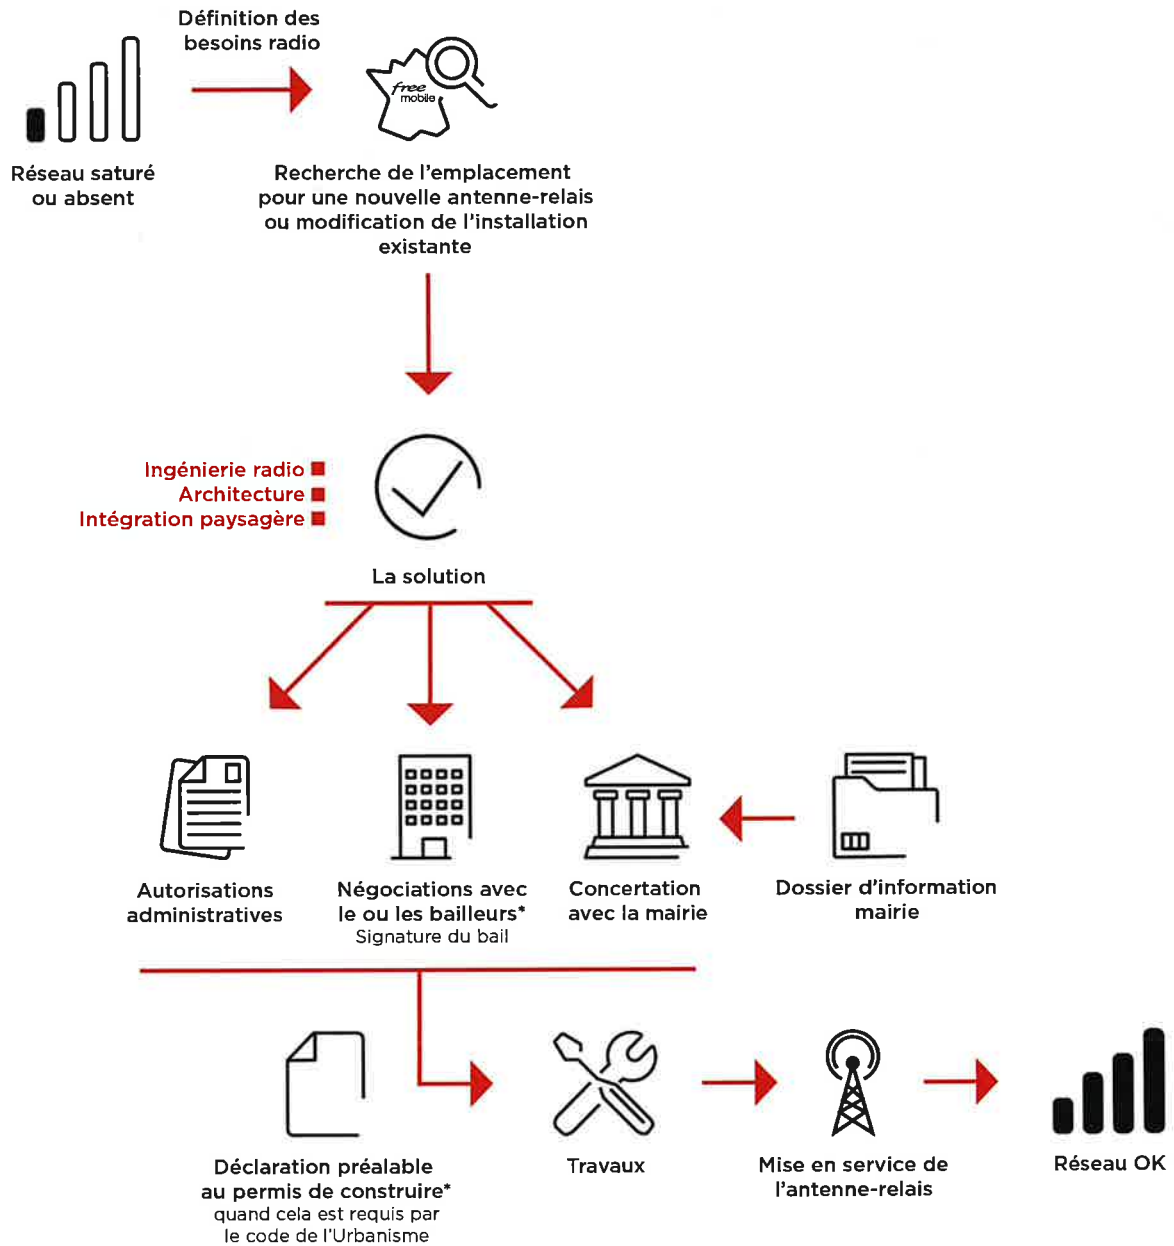 Définition des
besoins radio
free
mobile
Réseau saturé
ou absent
Recherche de l'emplacement
pour une nouvelle antenne-relais
ou modification de l'installation
existante
Ingénierie radio
Architecture
Intégration paysagère
La solution
Autorisations
administratives
Négociations avec
le ou les bailleurs*
Signature du bail
Concertation
avec la mairie
Dossier d'information
mairie
Déclaration préalable
au permis de construire*
quand cela est requis par
le code de l'Urbanisme
Travaux
Mise en service de
l'antenne-relais
Réseau OK